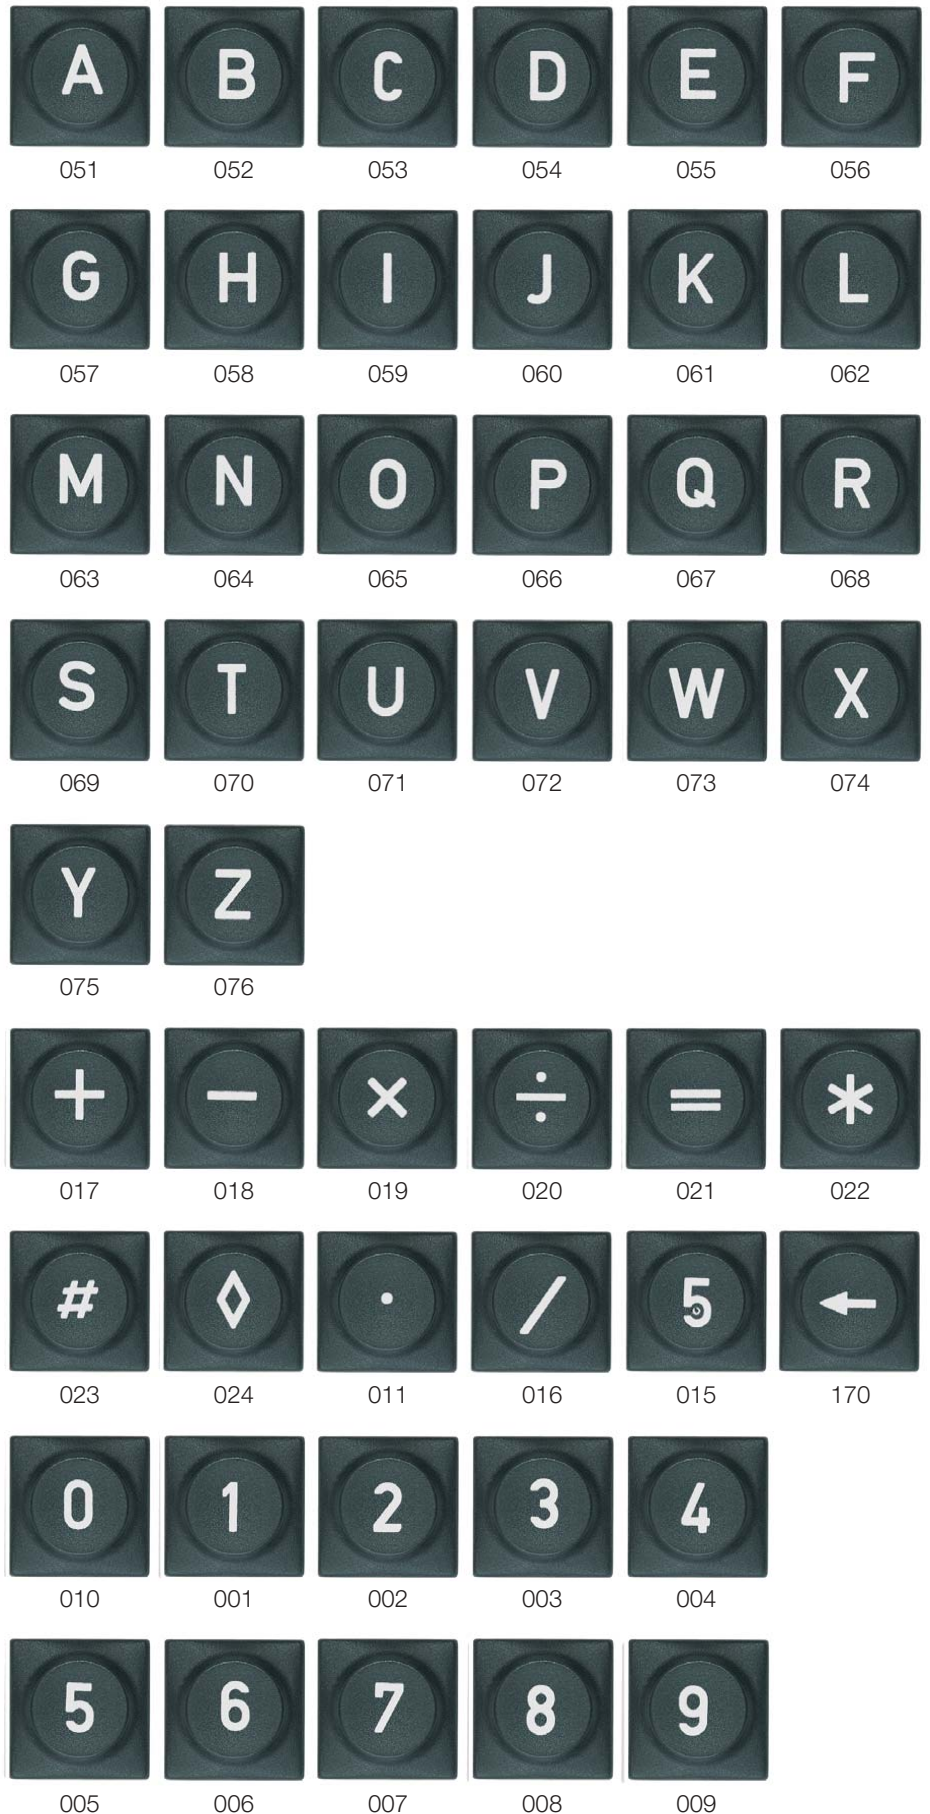 A B C D E F
051 052 053 054 055 056
G H I J K L
057 058 059 060 061 062
M N O P Q R
063 064 065 066 067 068
S T U V W X
069 070 071 072 073 074
Y Z
075 076
+ − × ÷ = *
017 018 019 020 021 022
# ◊ · / 5 ←
023 024 011 016 015 170
0 1 2 3 4
010 001 002 003 004
5 6 7 8 9
005 006 007 008 009